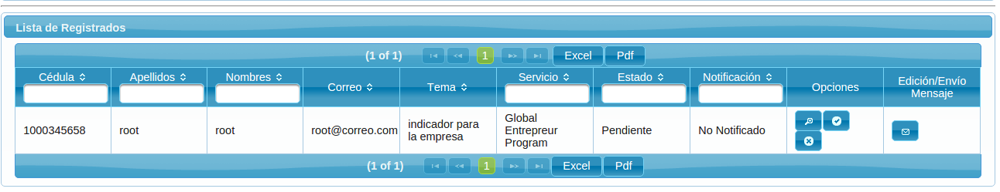 Lista de Registrados
(1 of 1) 1 Excel Pdf
Cédula Apellidos Nombres Correo Tema Servicio Estado Notificación Opciones Edición/Envío
Mensaje
1000345658 root root root@correo.com indicador para
la empresa Global
Entrepreur
Program Pendiente No Notificado
(1 of 1) 1 Excel Pdf